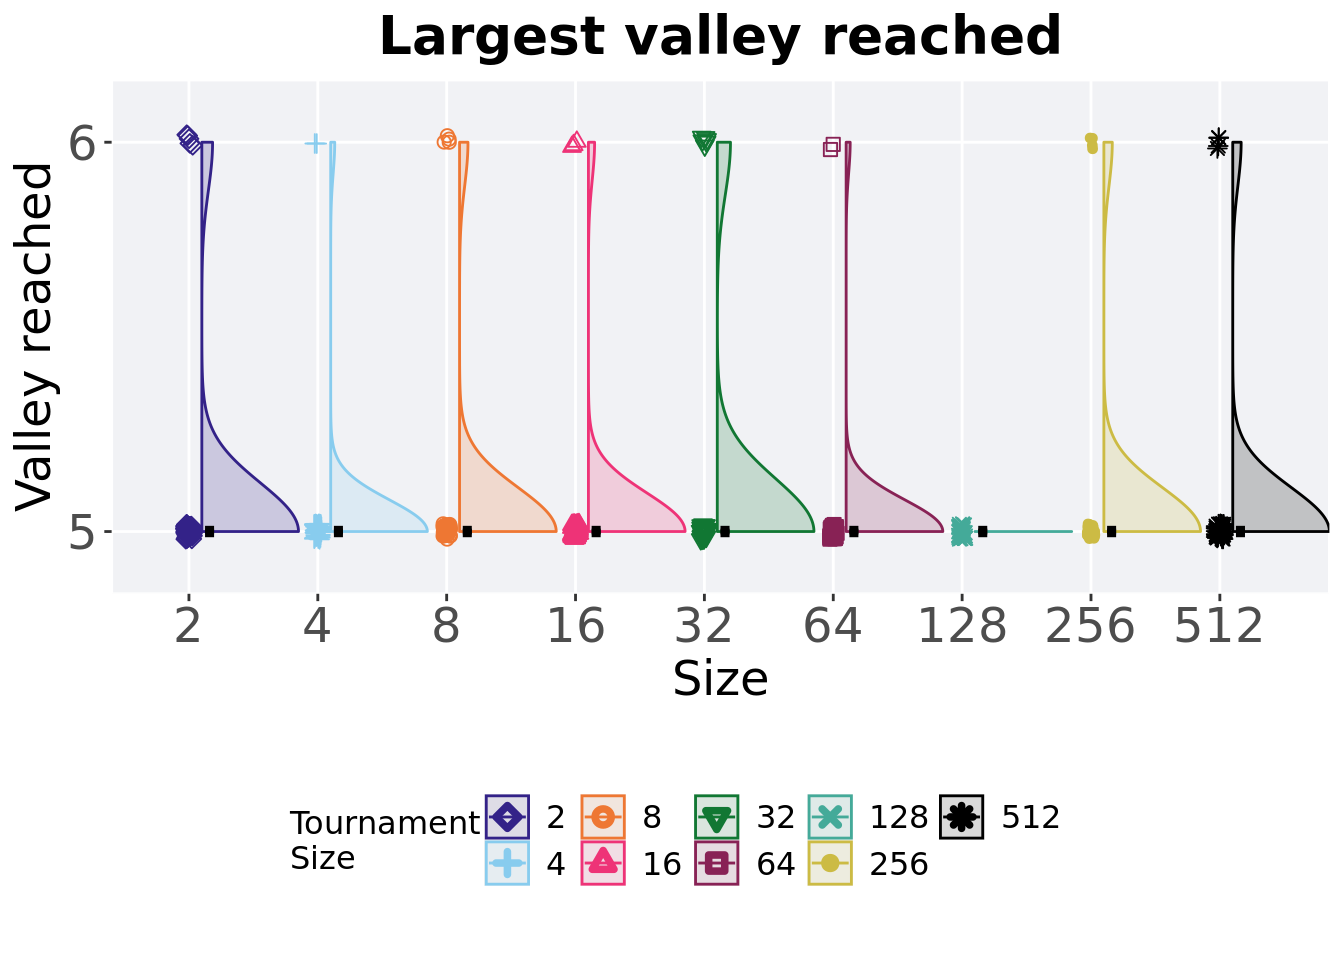 Largest valley reached
Valley reached
6
5
2 4 8 16 32 64 128 256 512
Size
Tournament
Size
2 8 32 128 512
4 16 64 256